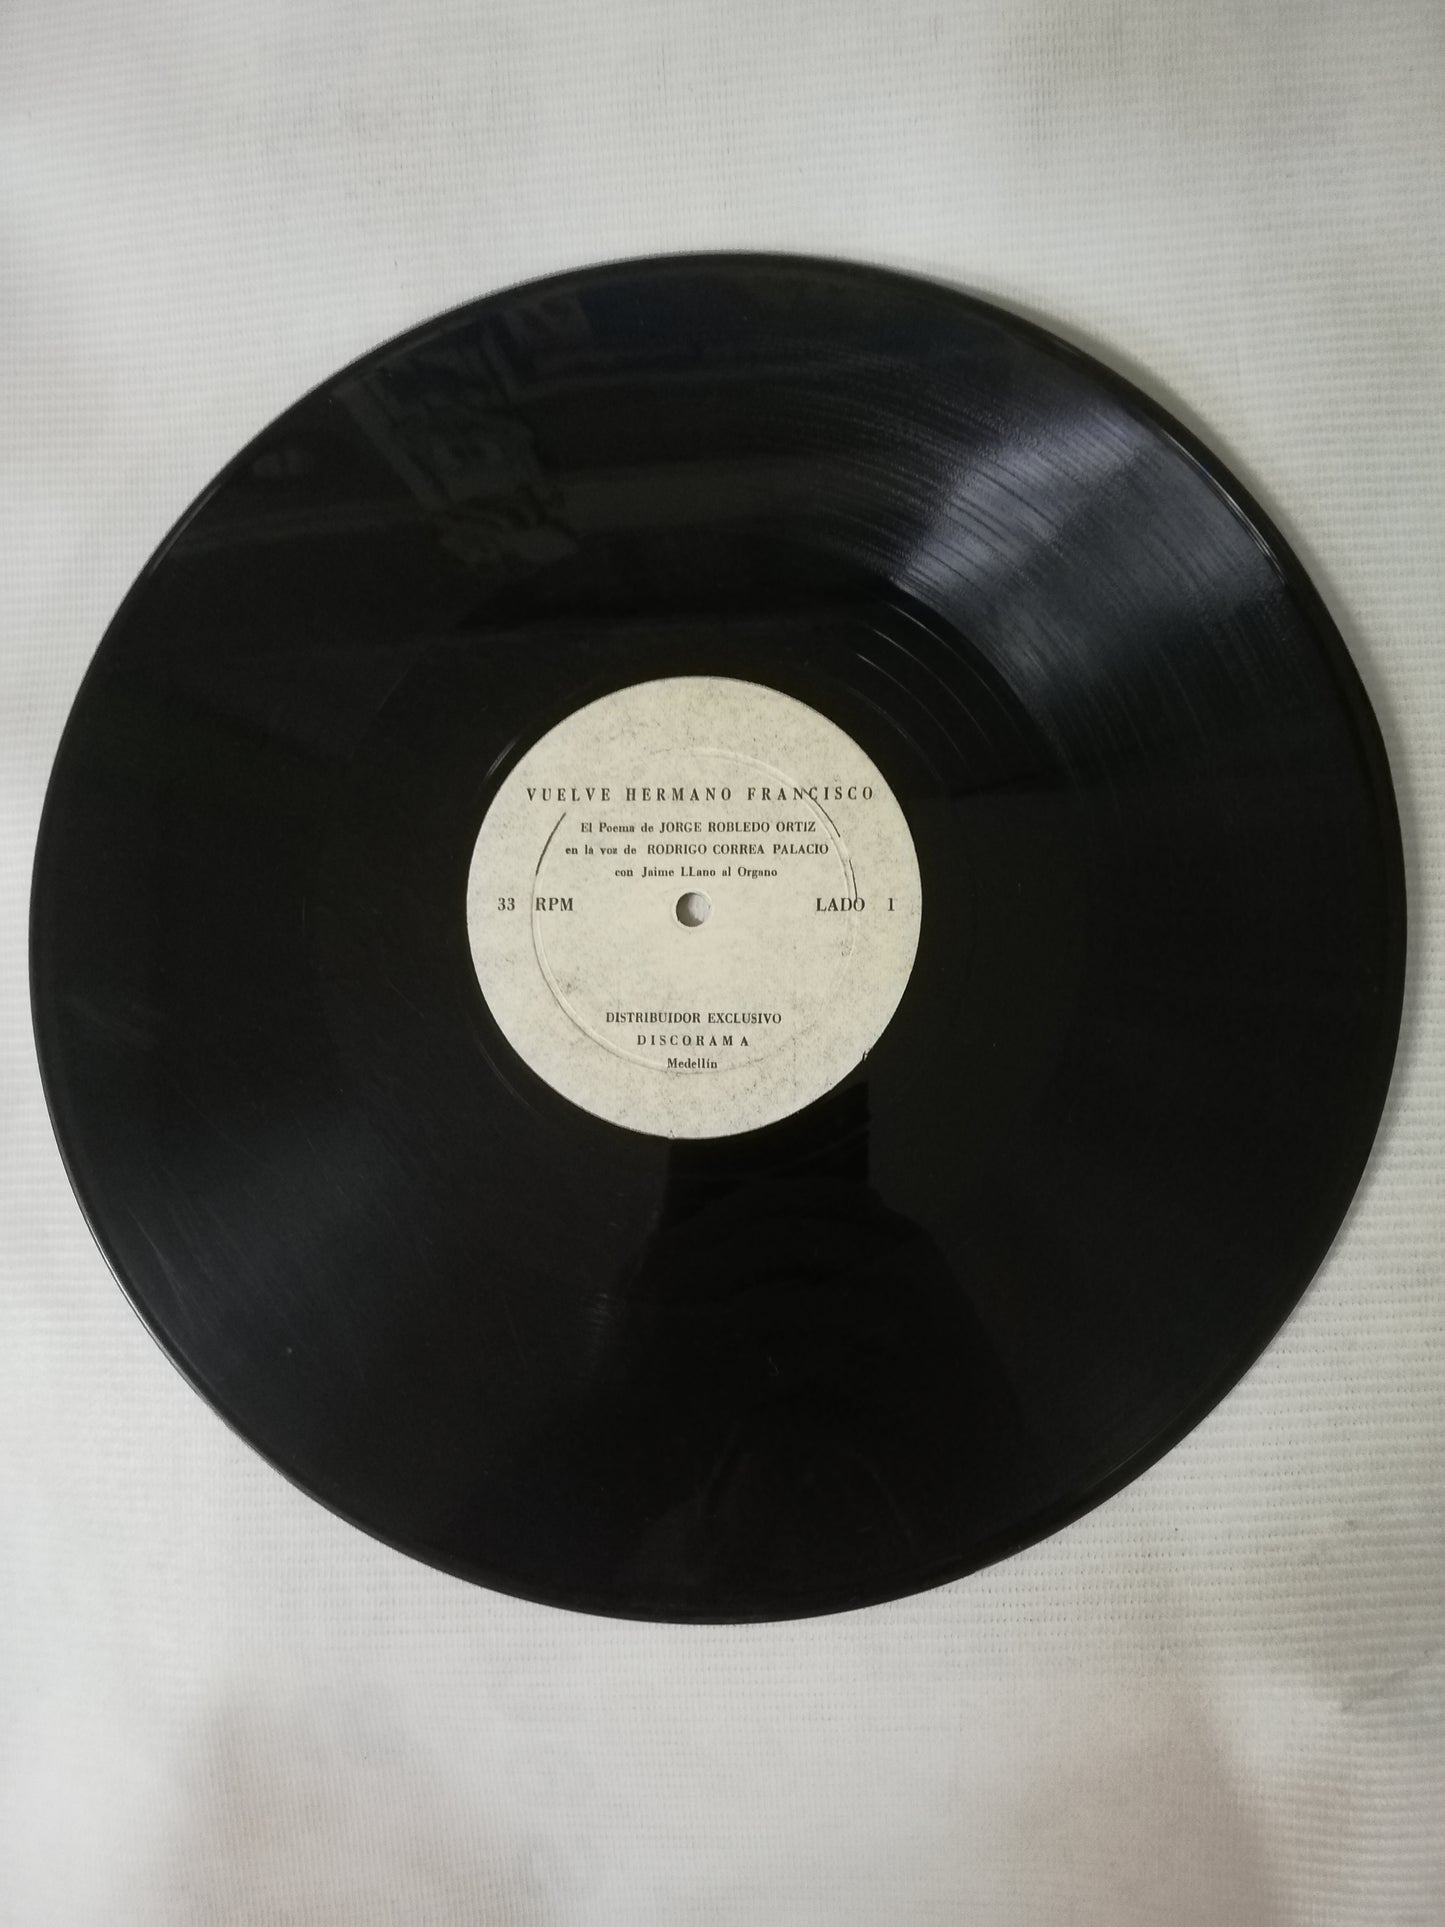 VUELVE HERMANO FRANCISCO
El Poema de JORGE ROBLEDO ORTIZ
en la voz de RODRIGO CORREA PALACIO
con Jaime LLano al Organo
33 RPM LADO 1
DISTRIBUIDOR EXCLUSIVO
DISCORAMA
Medellín